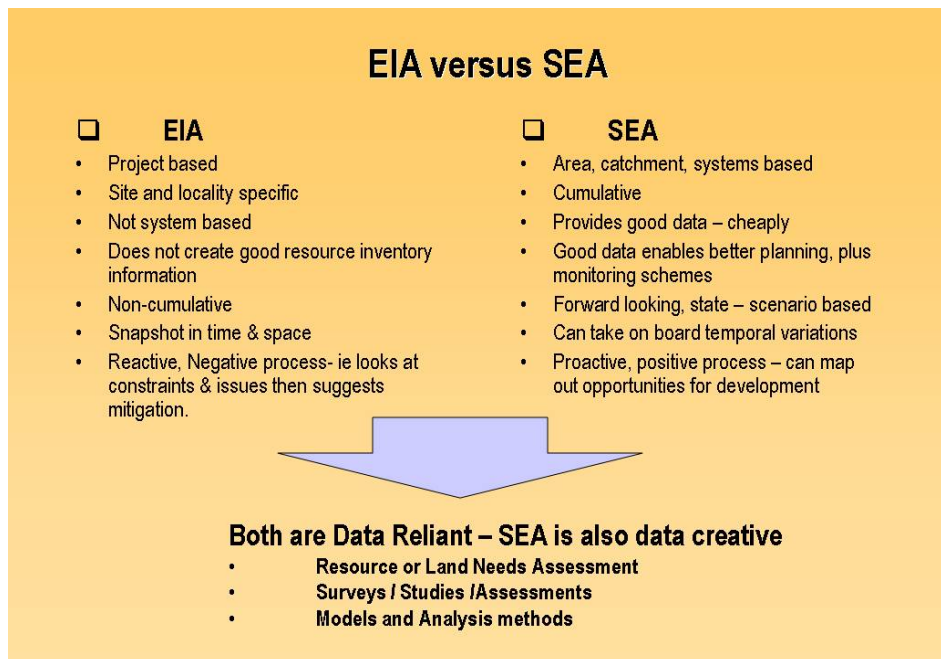 EIA versus SEA
❑ EIA
• Project based
• Site and locality specific
• Not system based
• Does not create good resource inventory
information
• Non-cumulative
• Snapshot in time & space
• Reactive, Negative process- ie looks at
constraints & issues then suggests
mitigation.
❑ SEA
• Area, catchment, systems based
• Cumulative
• Provides good data – cheaply
• Good data enables better planning, plus
monitoring schemes
• Forward looking, state – scenario based
• Can take on board temporal variations
• Proactive, positive process – can map
out opportunities for development
Both are Data Reliant – SEA is also data creative
• Resource or Land Needs Assessment
• Surveys / Studies /Assessments
• Models and Analysis methods